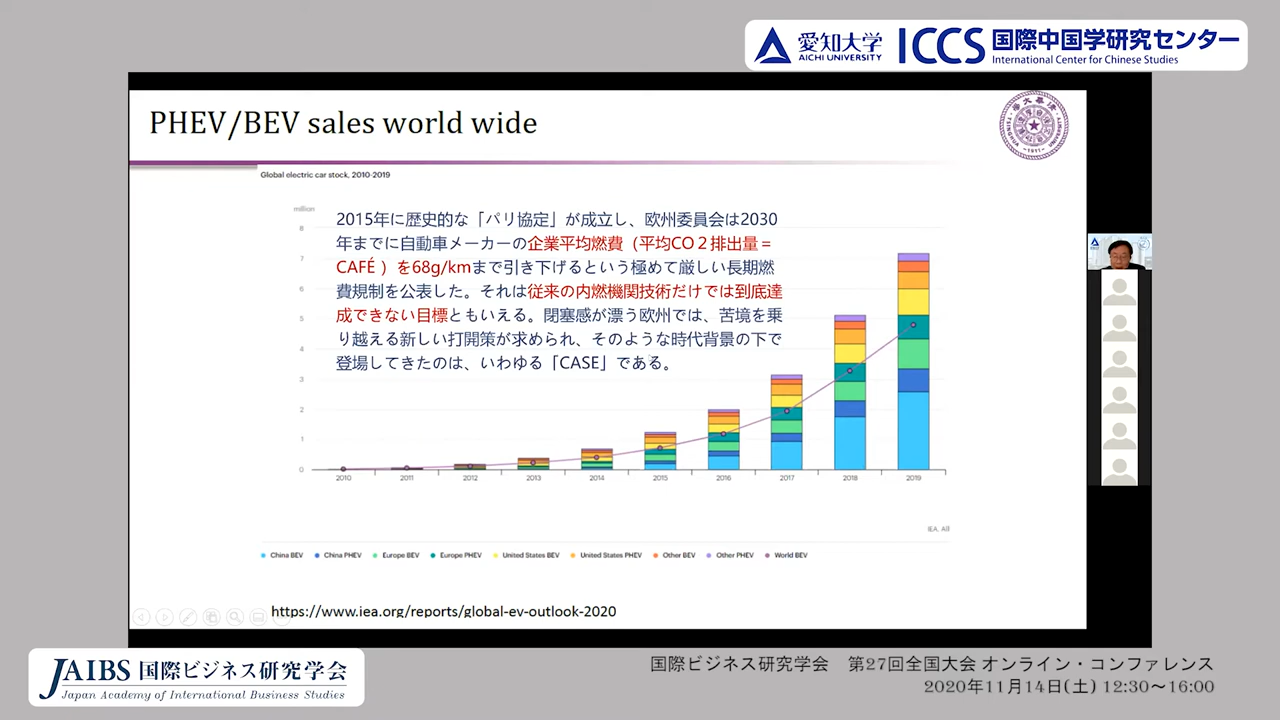 愛知大学
AICHI UNIVERSITY
ICCS 国際中国学研究センター
International Center for Chinese Studies
PHEV/BEV sales world wide
Global electric car stock, 2010-2019
million
2015年に歴史的な「パリ協定」が成立し、欧州委員会は2030
年までに自動車メーカーの企業平均燃費（平均CO２排出量＝
CAFÉ ）を68g/kmまで引き下げるという極めて厳しい長期燃
費規制を公表した。それは従来の内燃機関技術だけでは到底達
成できない目標ともいえる。閉塞感が漂う欧州では、苦境を乗
り越える新しい打開策が求められ、そのような時代背景の下で
登場してきたのは、いわゆる「CASE」である。
8
7
6
5
4
3
2
1
0
2010 2011 2012 2013 2014 2015 2016 2017 2018 2019
IEA. All
China BEV China PHEV Europe BEV Europe PHEV United States BEV United States PHEV Other BEV Other PHEV World BEV
https://www.iea.org/reports/global-ev-outlook-2020
JAIBS 国際ビジネス研究学会
Japan Academy of International Business Studies
国際ビジネス研究学会　第27回全国大会 オンライン・コンファレンス
2020年11月14日(土) 12:30〜16:00